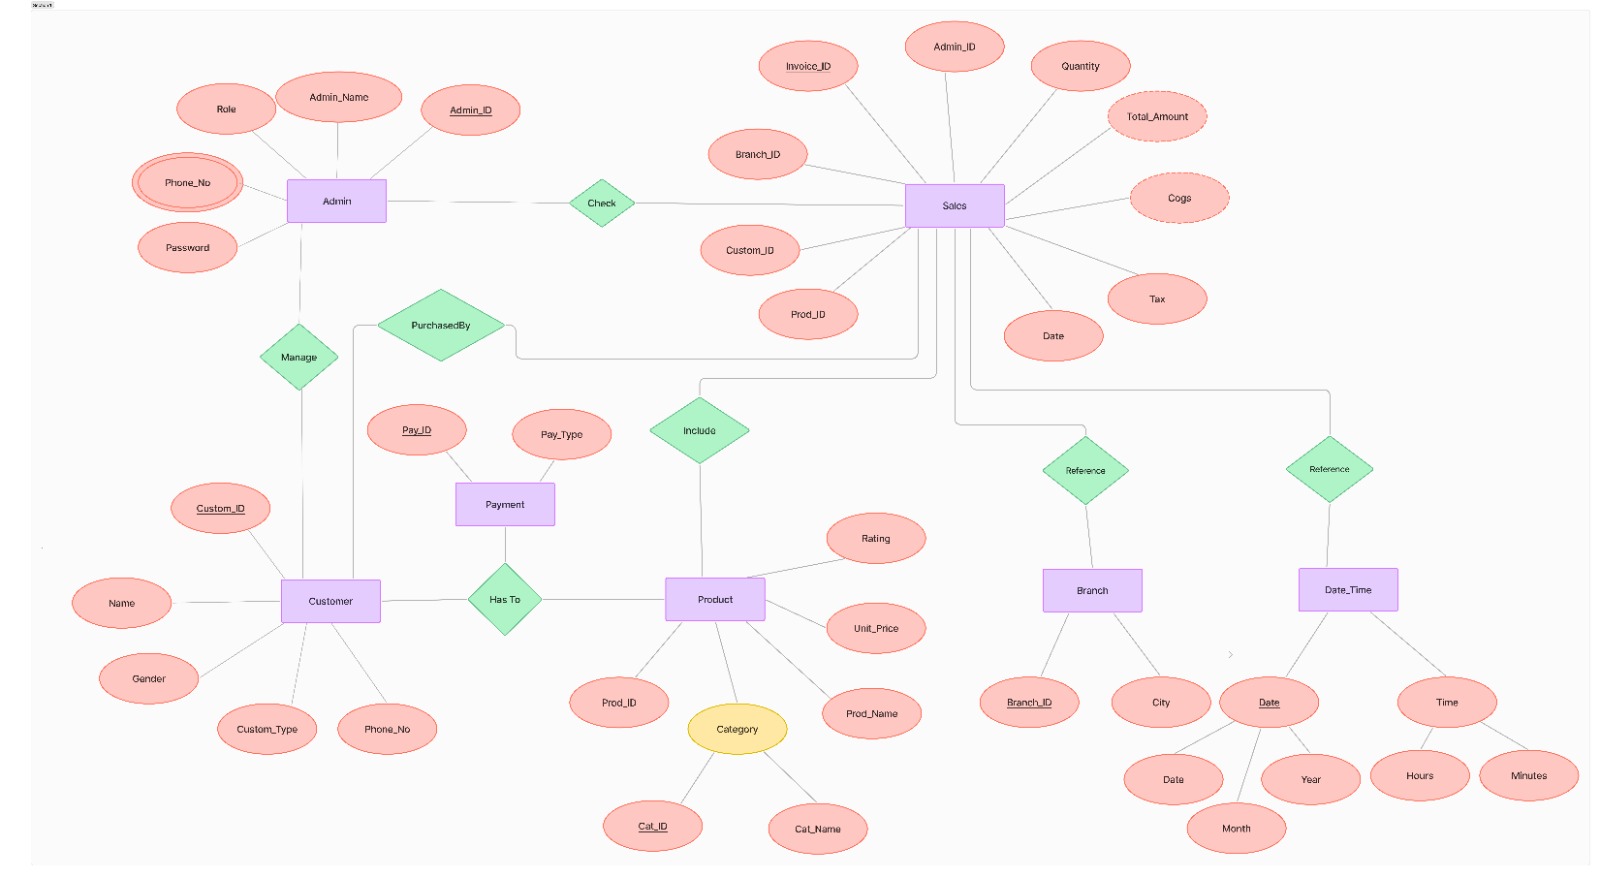 Section 1
Admin_ID
Invoice_ID
Quantity
Role
Admin_Name
Admin_ID
Total_Amount
Branch_ID
Phone_No
Admin
Check
Sales
Cogs
Password
Custom_ID
Prod_ID
Tax
Date
PurchasedBy
Manage
Pay_ID
Pay_Type
Include
Reference
Reference
Payment
Custom_ID
Rating
Name
Customer
Has To
Product
Branch
Date_Time
Unit_Price
Gender
Prod_ID
Prod_Name
Branch_ID
City
Date
Time
Custom_Type
Phone_No
Category
Date
Year
Hours
Minutes
Cat_ID
Cat_Name
Month